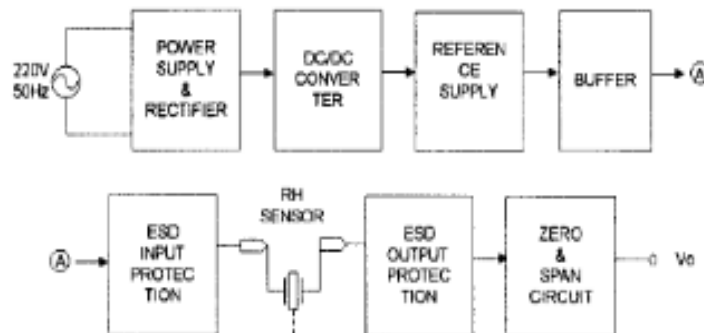 220V
50Hz
POWER
SUPPLY
&
RECTIFIER
DC/DC
CONVER
TER
REFEREN
CE
SUPPLY
BUFFER
A
A
ESD
INPUT
PROTEC
TION
RH
SENSOR
ESD
OUTPUT
PROTEC
TION
ZERO
&
SPAN
CIRCUIT
Vo